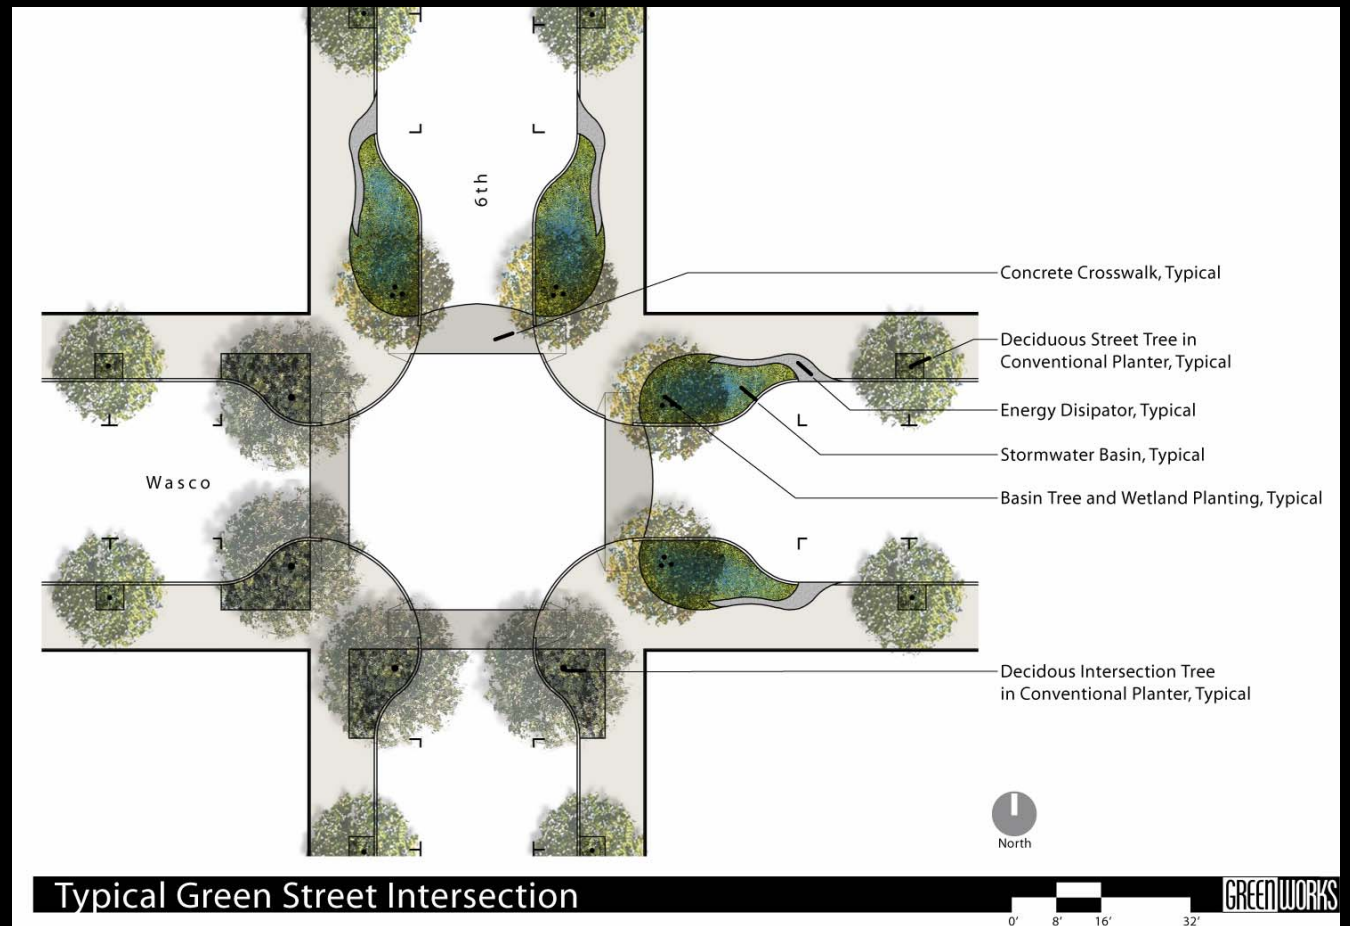 6th
Concrete Crosswalk, Typical
Deciduous Street Tree in
Conventional Planter, Typical
Energy Disipator, Typical
Stormwater Basin, Typical
Wasco
Basin Tree and Wetland Planting, Typical
Decidous Intersection Tree
in Conventional Planter, Typical
North
Typical Green Street Intersection
GREENWORKS
0' 8' 16' 32'